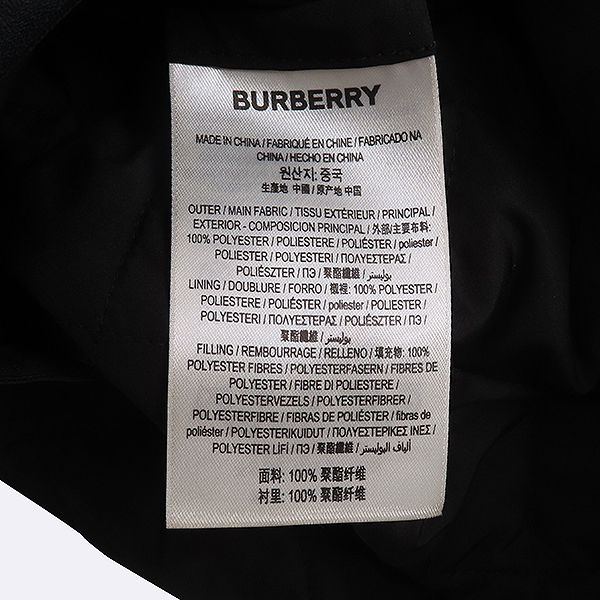 BURBERRY
MADE IN CHINA / FABRIQUÉ EN CHINE / FABRICADO NA
CHINA / HECHO EN CHINA
원산지: 중국
生產地 中國 / 原产地 中国
OUTER / MAIN FABRIC / TISSU EXTÉRIEUR / PRINCIPAL /
EXTERIOR - COMPOSICION PRINCIPAL / 外部/主要布料:
100% POLYESTER / POLIESTERE / POLIÉSTER / poliester /
POLIESTER / POLYESTERI / ΠΟΛΥΕΣΤΕΡΑΣ /
POLIÉSZTER / ПЭ / 聚酯纖維 / بوليستر
LINING / DOUBLURE / FORRO / 襯裡: 100% POLYESTER /
POLIESTERE / POLIÉSTER / poliester / POLIESTER /
POLYESTERI / ΠΟΛΥΕΣΤΕΡΑΣ / POLIÉSZTER / ПЭ /
聚酯纖維 / بوليستر
FILLING / REMBOURRAGE / RELLENO / 填充物: 100%
POLYESTER FIBRES / POLYESTERFASERN / FIBRES DE
POLYESTER / FIBRE DI POLIESTERE /
POLYESTERVEZELS / POLYESTERFIBRER /
POLYESTERFIBRE / FIBRAS DE POLIÉSTER / fibras de
poliéster / POLYESTERIKUIDUT / ΠΟΛΥΕΣΤΕΡΙΚΕΣ ΙΝΕΣ /
POLYESTER LİFİ / ПЭ / 聚酯纖維 / ألياف البوليستر
面料: 100% 聚酯纤维
衬里: 100% 聚酯纤维